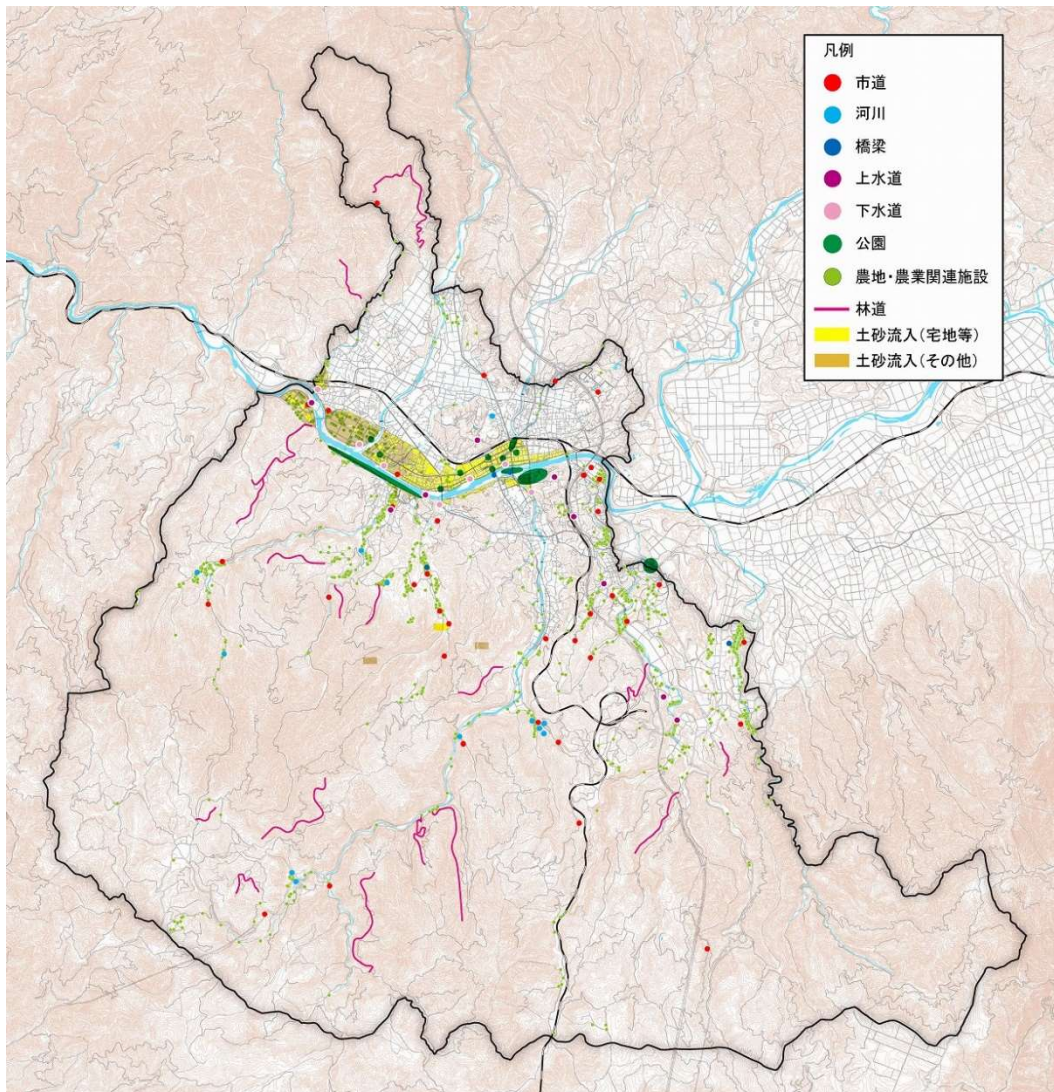 凡例
市道
河川
橋梁
上水道
下水道
公園
農地・農業関連施設
林道
土砂流入(宅地等)
土砂流入(その他)